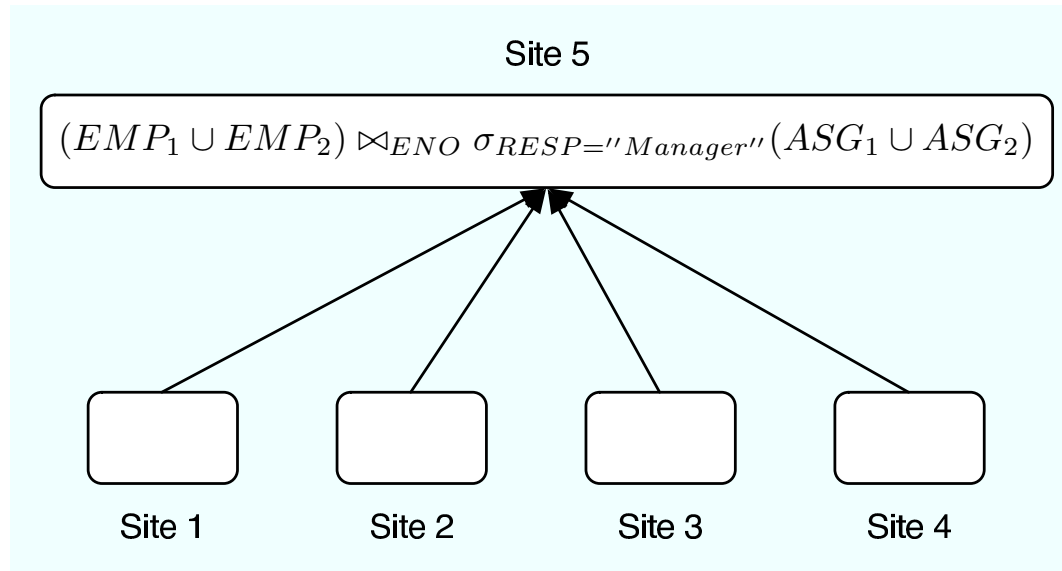 Site 5
(EMP₁ ∪ EMP₂) ⋈ENO σRESP=″Manager″(ASG₁ ∪ ASG₂)
Site 1 Site 2 Site 3 Site 4